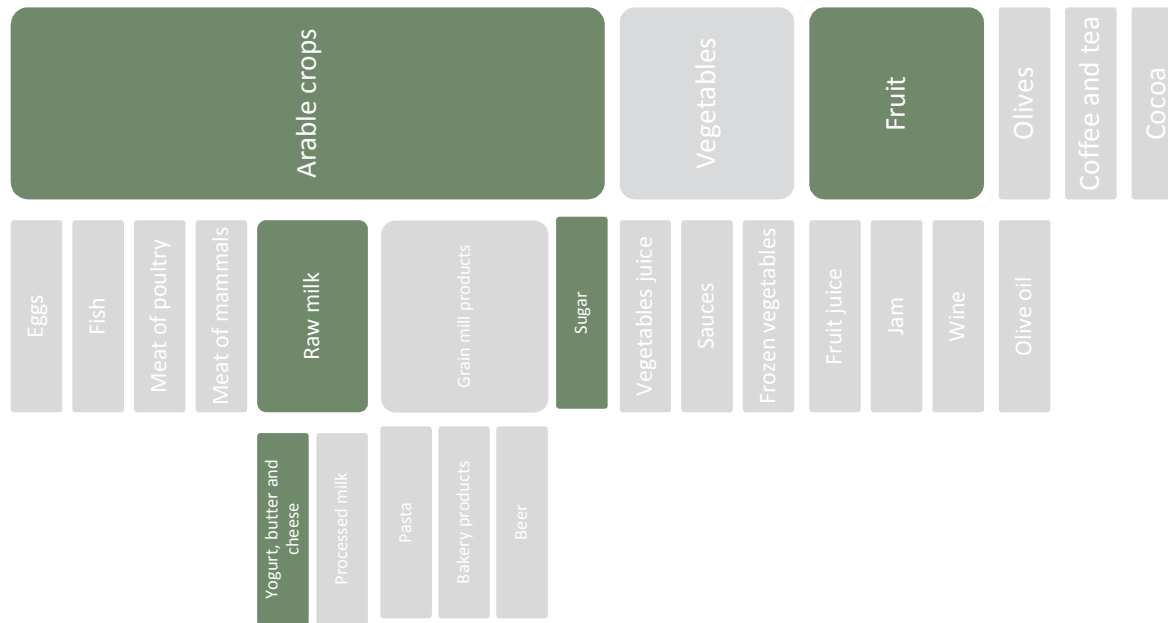 Arable crops
Vegetables
Fruit
Olives
Coffee and tea
Cocoa
Eggs
Fish
Meat of poultry
Meat of mammals
Raw milk
Grain mill products
Sugar
Vegetables juice
Sauces
Frozen vegetables
Fruit juice
Jam
Wine
Olive oil
Yogurt, butter and
cheese
Processed milk
Pasta
Bakery products
Beer